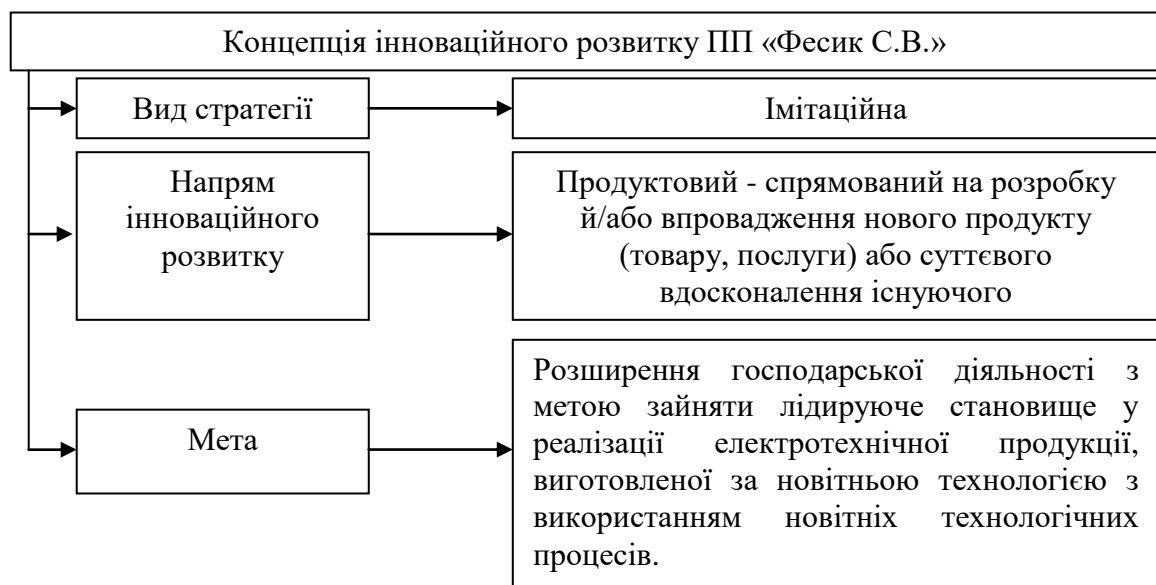 Концепція інноваційного розвитку ПП «Фесик С.В.»
Вид стратегії
Імітаційна
Напрям
інноваційного
розвитку
Продуктовий - спрямований на розробку
й/або впровадження нового продукту
(товару, послуги) або суттєвого
вдосконалення існуючого
Мета
Розширення господарської діяльності з
метою зайняти лідируюче становище у
реалізації електротехнічної продукції,
виготовленої за новітньою технологією з
використанням новітніх технологічних
процесів.